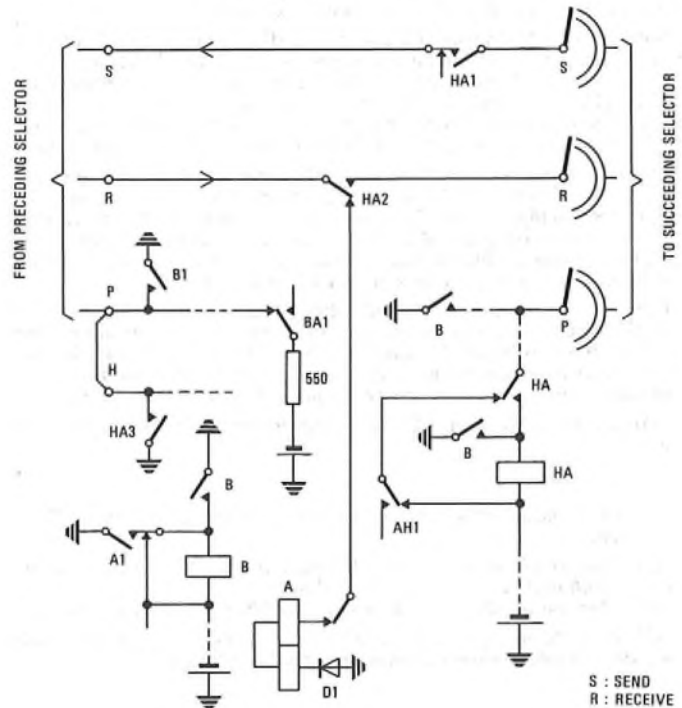 FROM PRECEDING SELECTOR
S
HA1
S
TO SUCCEEDING SELECTOR
R
HA2
R
B1
P
BA1
B
P
H
550
HA
HA3
B
B
HA
AH1
A1
B
A
D1
S : SEND
R : RECEIVE